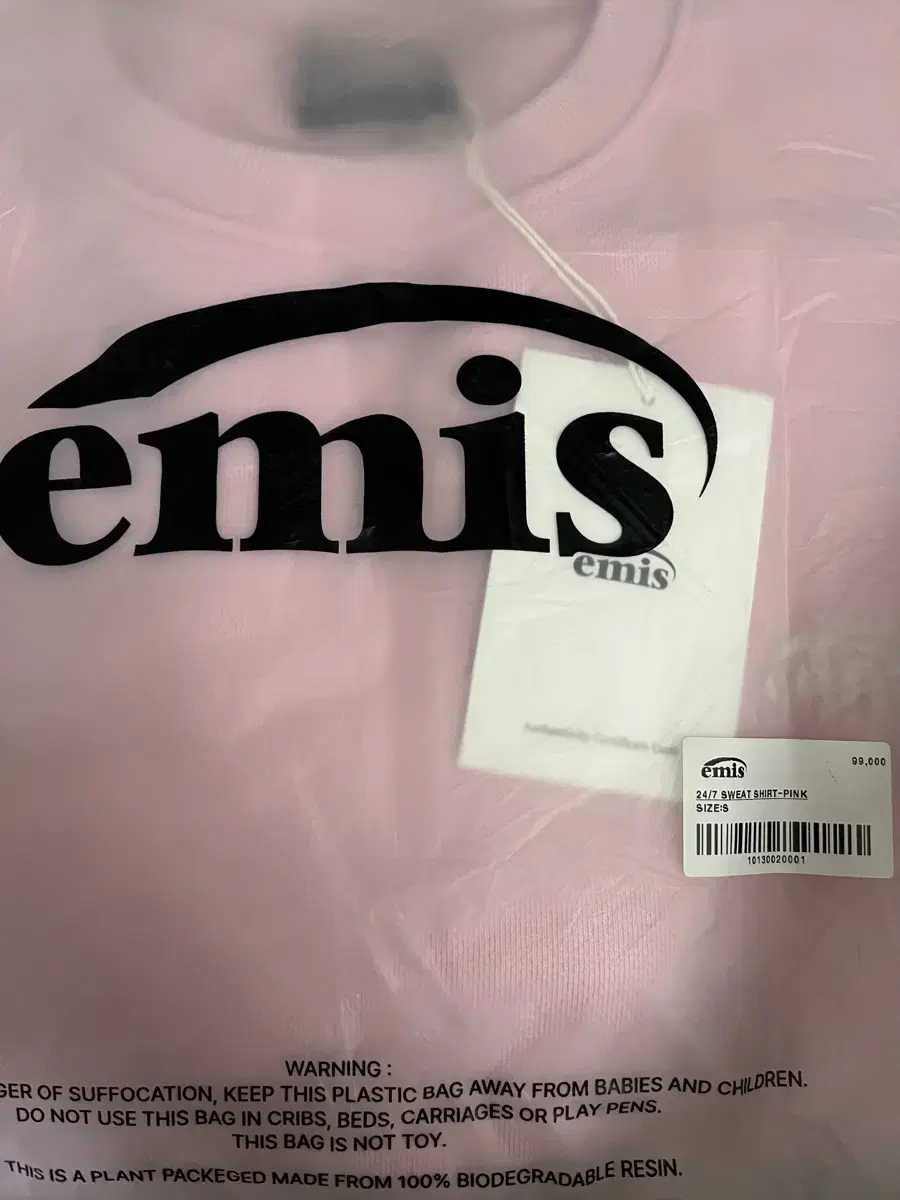 emis
emis
emis
99,000
24/7 SWEAT SHIRT-PINK
SIZE:S
10130020001
WARNING :
GER OF SUFFOCATION, KEEP THIS PLASTIC BAG AWAY FROM BABIES AND CHILDREN.
DO NOT USE THIS BAG IN CRIBS, BEDS, CARRIAGES OR PLAY PENS.
THIS BAG IS NOT TOY.
THIS IS A PLANT PACKEGED MADE FROM 100% BIODEGRADABLE RESIN.